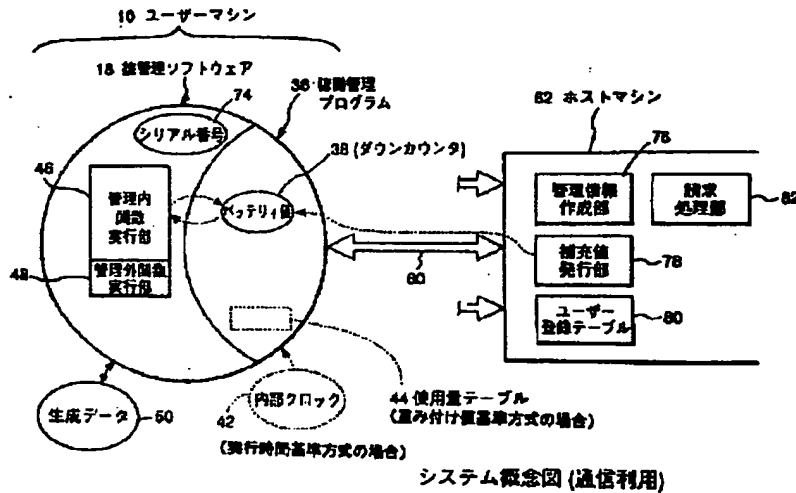 10 ユーザーマシン
18 被管理ソフトウェア
74
シリアル番号
36 稼働管理
プログラム
38 (ダウンカウンタ)
バッテリィ値
46
管理内
関数
実行部
48
管理外関数
実行部
60
62 ホストマシン
76
管理情報
作成部
請求
処理部
82
補充値
発行部
78
ユーザー
登録テーブル
80
生成データ
50
内部クロック
42
(実行時間基準方式の場合)
44 使用量テーブル
(重み付け値基準方式の場合)
システム概念図 (通信利用)